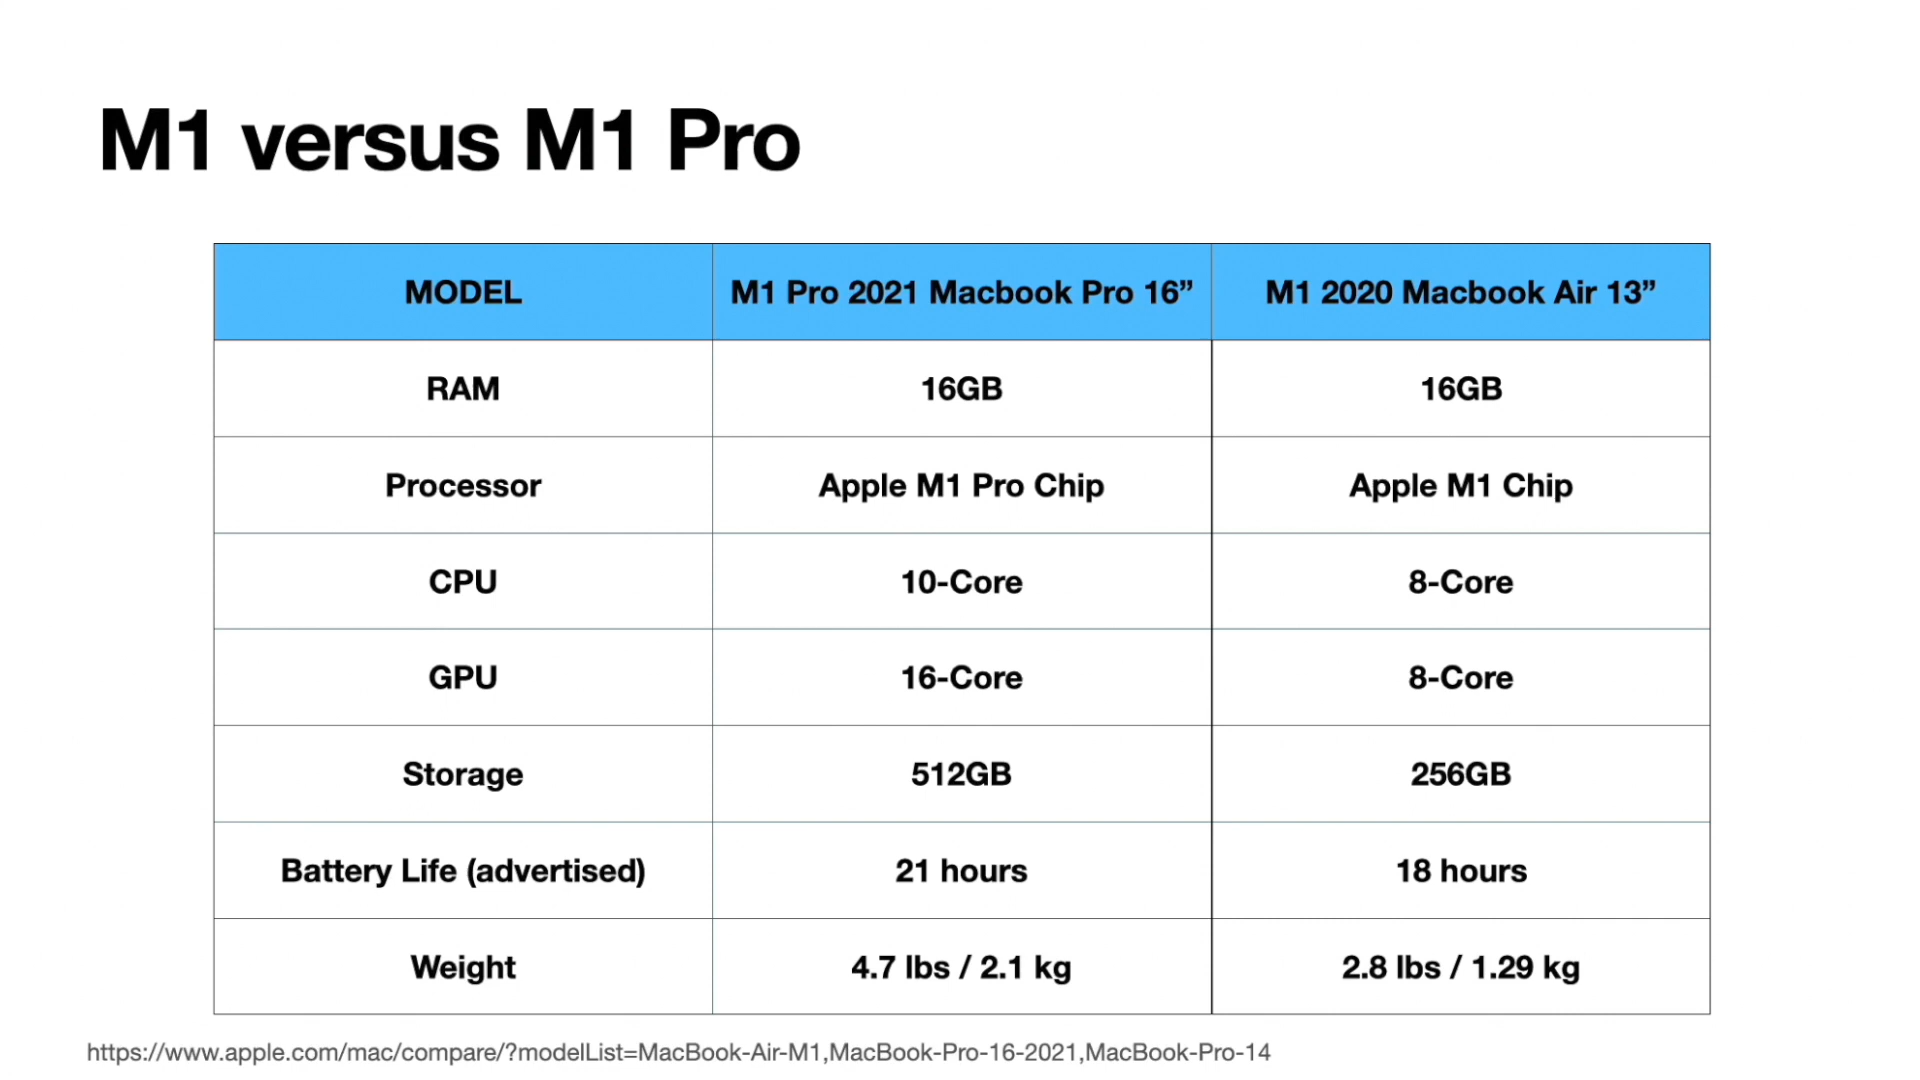 M1 versus M1 Pro
MODEL M1 Pro 2021 Macbook Pro 16” M1 2020 Macbook Air 13”
RAM 16GB 16GB
Processor Apple M1 Pro Chip Apple M1 Chip
CPU 10-Core 8-Core
GPU 16-Core 8-Core
Storage 512GB 256GB
Battery Life (advertised) 21 hours 18 hours
Weight 4.7 lbs / 2.1 kg 2.8 lbs / 1.29 kg
https://www.apple.com/mac/compare/?modelList=MacBook-Air-M1,MacBook-Pro-16-2021,MacBook-Pro-14